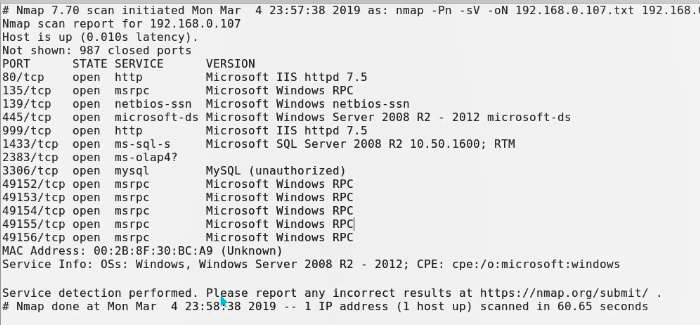 # Nmap 7.70 scan initiated Mon Mar  4 23:57:38 2019 as: nmap -Pn -sV -oN 192.168.0.107.txt 192.168.
Nmap scan report for 192.168.0.107
Host is up (0.010s latency).
Not shown: 987 closed ports
PORT      STATE SERVICE      VERSION
80/tcp    open  http         Microsoft IIS httpd 7.5
135/tcp   open  msrpc        Microsoft Windows RPC
139/tcp   open  netbios-ssn  Microsoft Windows netbios-ssn
445/tcp   open  microsoft-ds Microsoft Windows Server 2008 R2 - 2012 microsoft-ds
999/tcp   open  http         Microsoft IIS httpd 7.5
1433/tcp  open  ms-sql-s     Microsoft SQL Server 2008 R2 10.50.1600; RTM
2383/tcp  open  ms-olap4?
3306/tcp  open  mysql        MySQL (unauthorized)
49152/tcp open  msrpc        Microsoft Windows RPC
49153/tcp open  msrpc        Microsoft Windows RPC
49154/tcp open  msrpc        Microsoft Windows RPC
49155/tcp open  msrpc        Microsoft Windows RPC
49156/tcp open  msrpc        Microsoft Windows RPC
MAC Address: 00:2B:8F:30:BC:A9 (Unknown)
Service Info: OSs: Windows, Windows Server 2008 R2 - 2012; CPE: cpe:/o:microsoft:windows
Service detection performed. Please report any incorrect results at https://nmap.org/submit/ .
# Nmap done at Mon Mar  4 23:58:38 2019 -- 1 IP address (1 host up) scanned in 60.65 seconds